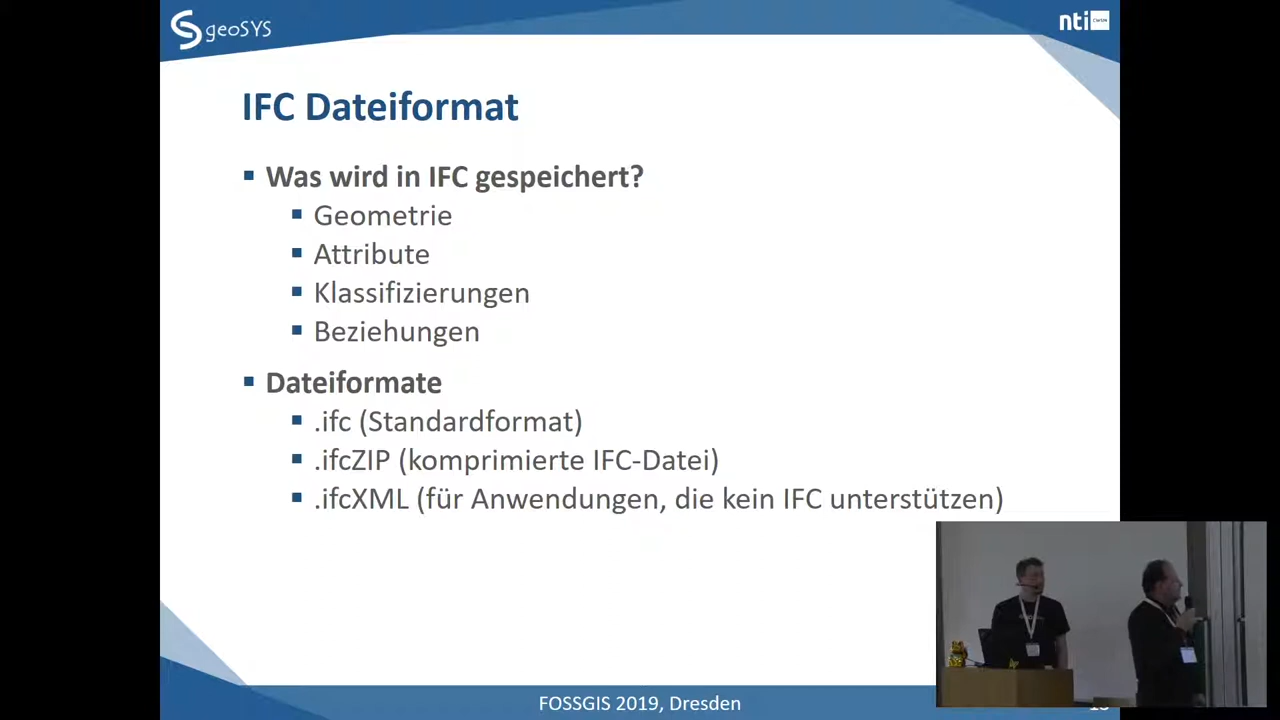 geoSYS
nti
IFC Dateiformat
Was wird in IFC gespeichert?
Geometrie
Attribute
Klassifizierungen
Beziehungen
Dateiformate
.ifc (Standardformat)
.ifcZIP (komprimierte IFC-Datei)
.ifcXML (für Anwendungen, die kein IFC unterstützen)
FOSSGIS 2019, Dresden